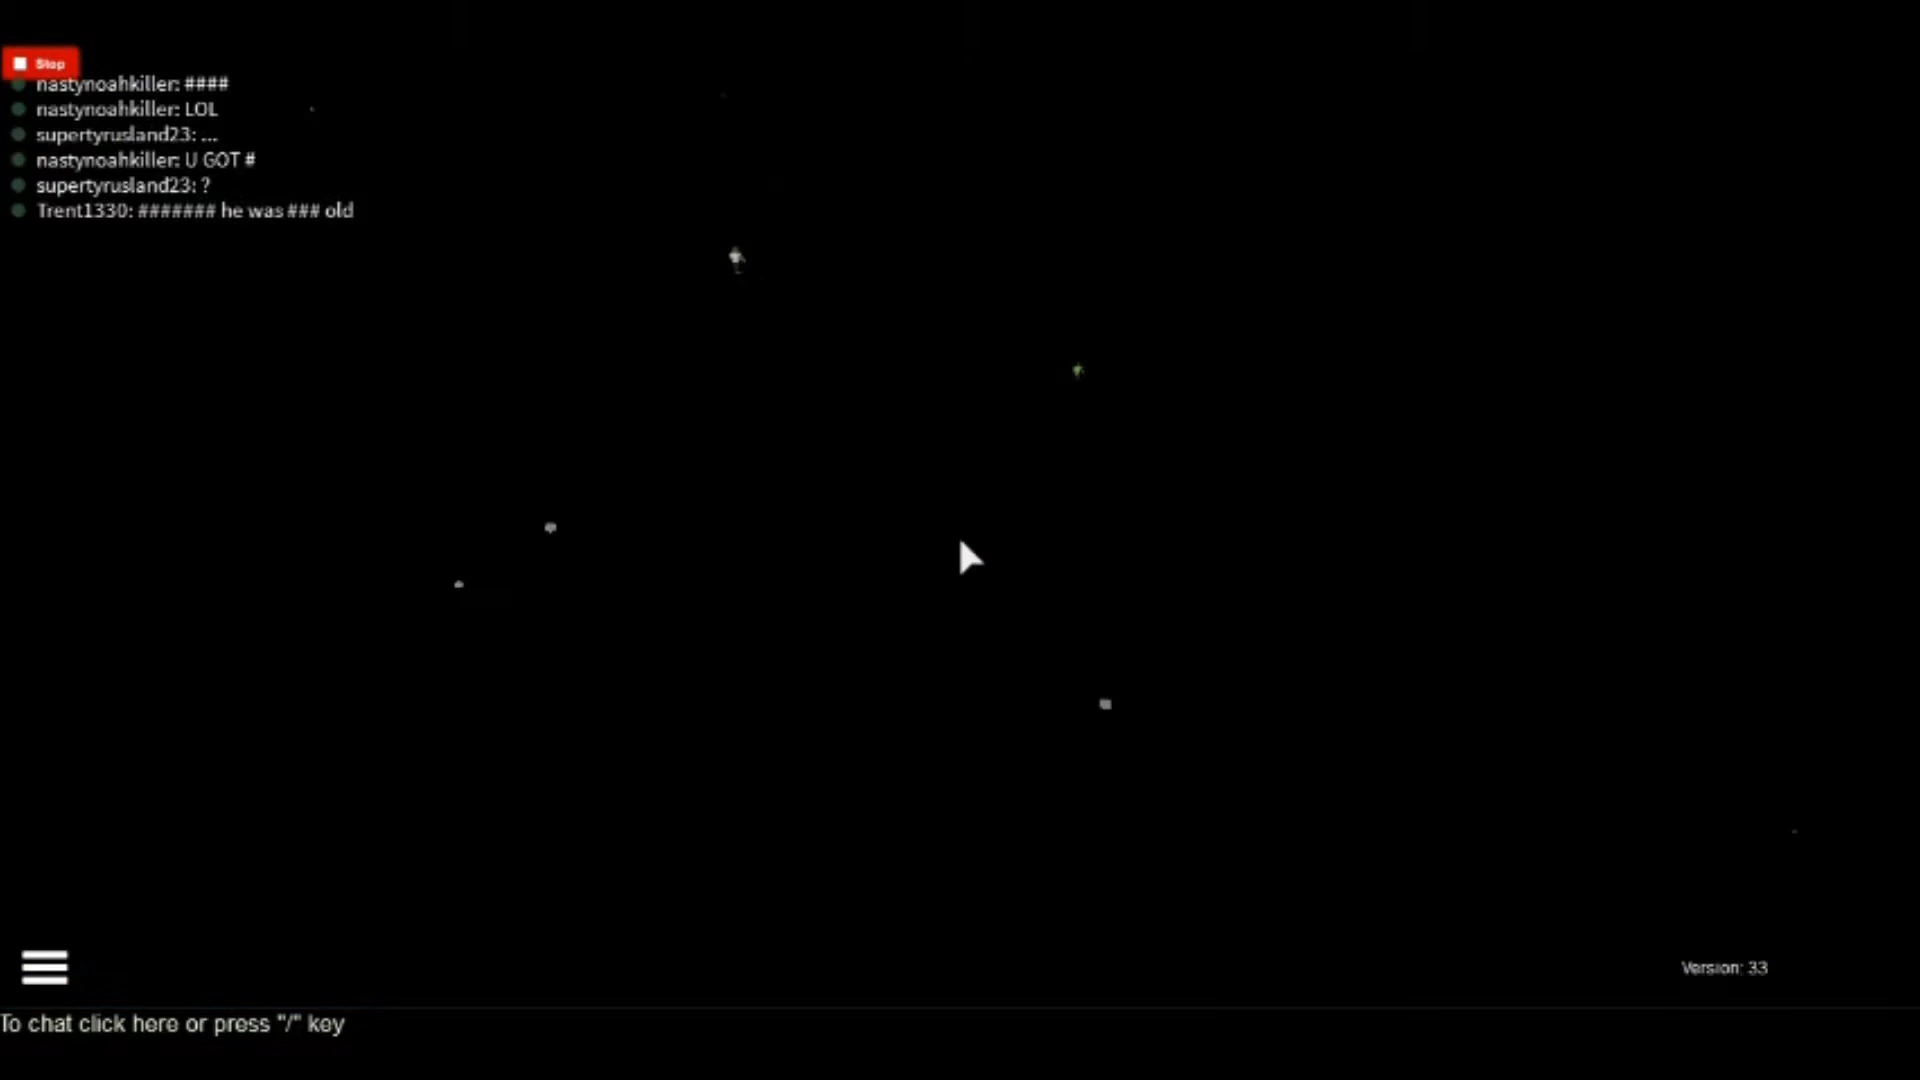 Stop
nastynoahkiller: ####
nastynoahkiller: LOL
supertyrusland23: ...
nastynoahkiller: U GOT #
supertyrusland23: ?
Trent1330: ####### he was ### old
Version: 33
To chat click here or press "/" key